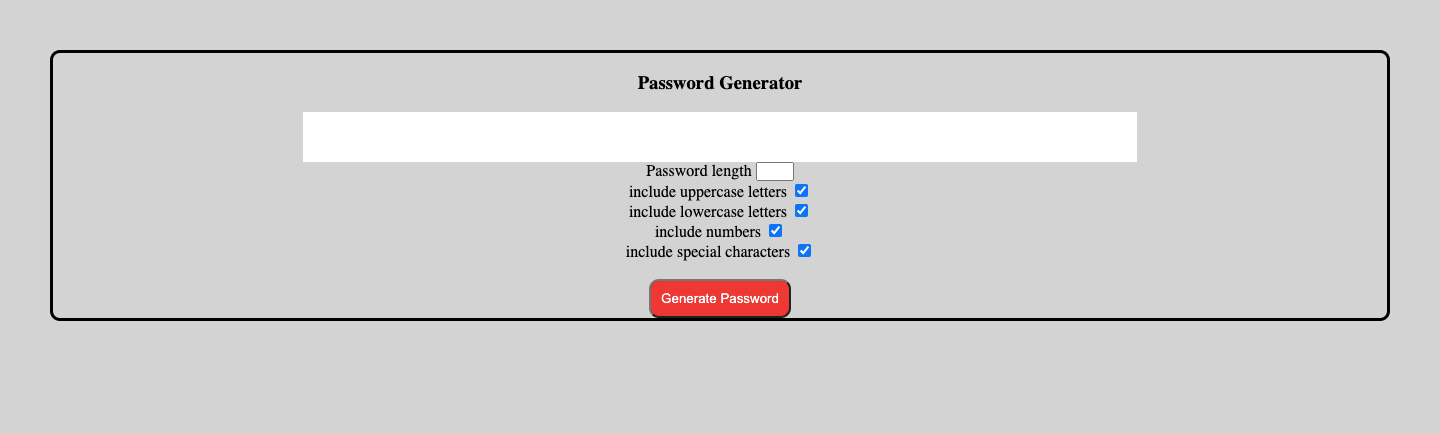 Password Generator
Password length
include uppercase letters
include lowercase letters
include numbers
include special characters
Generate Password